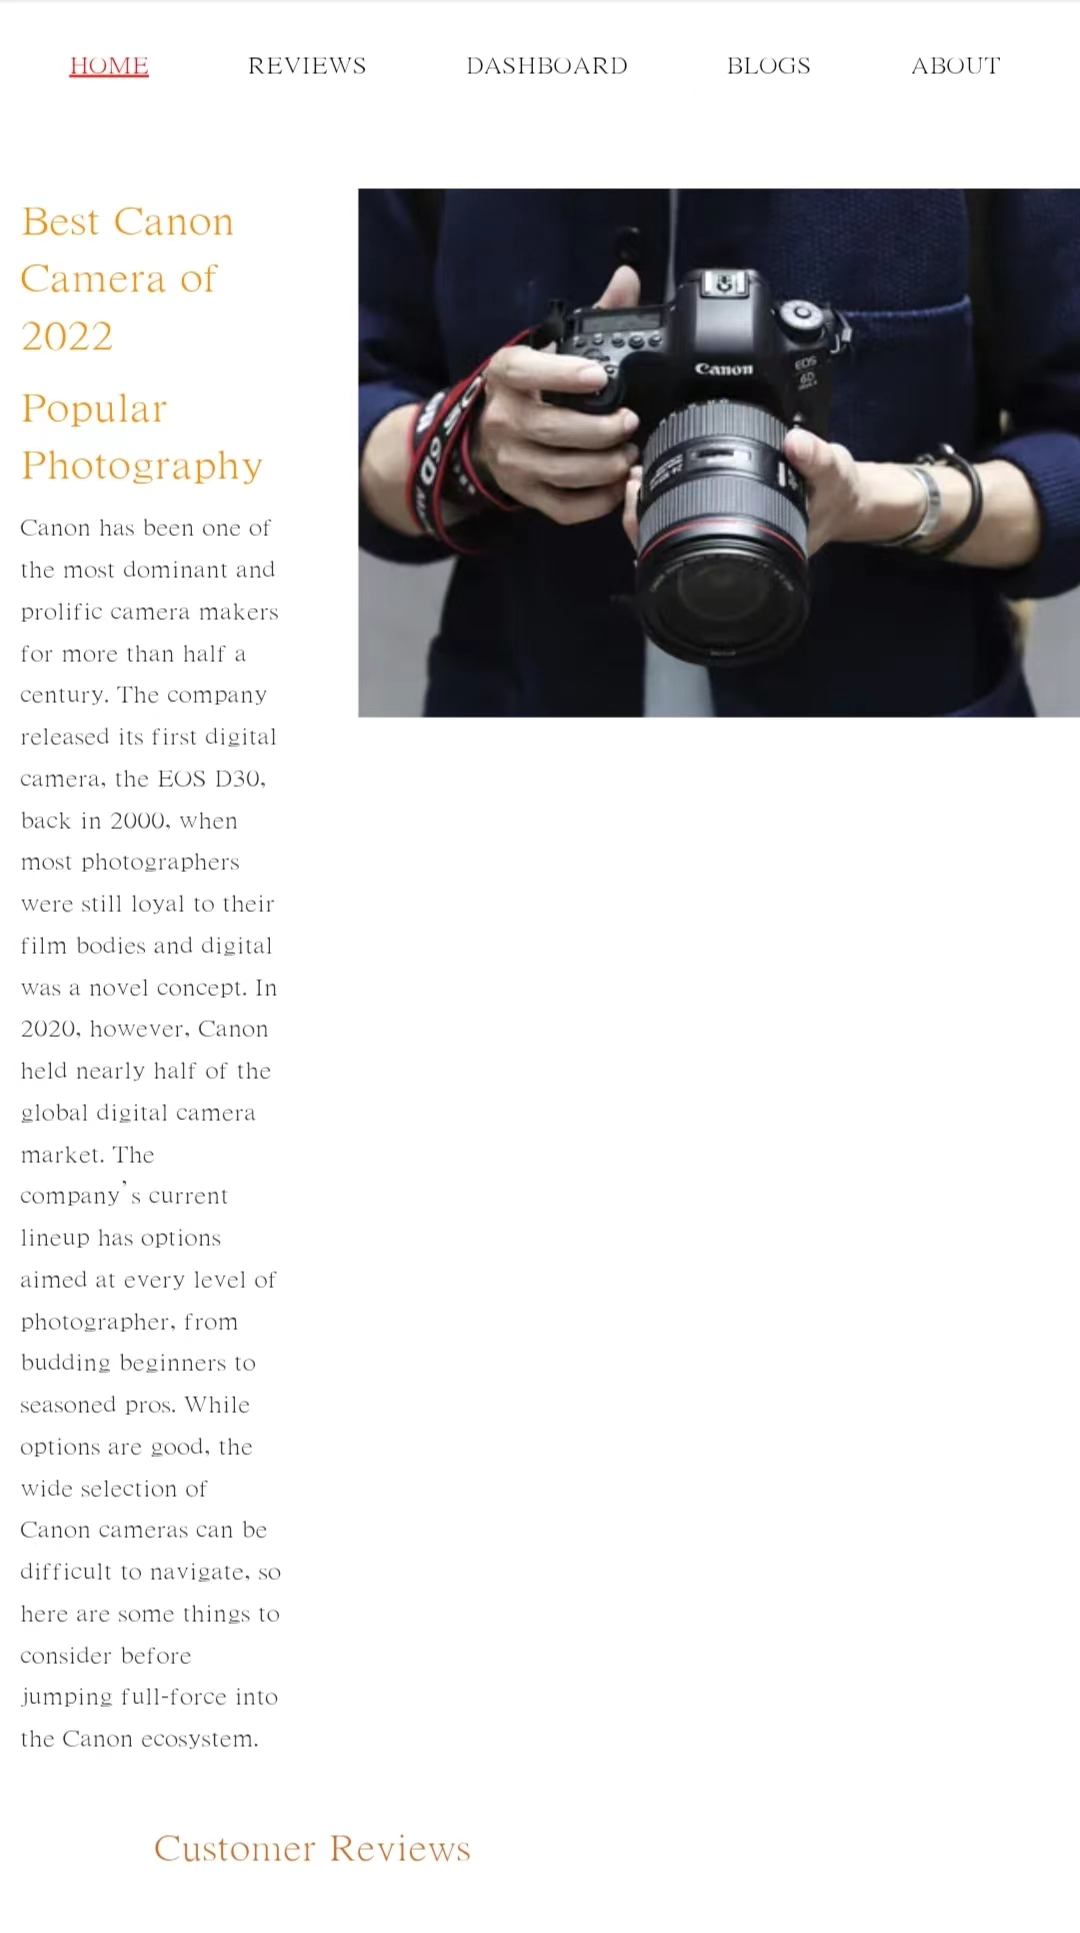 HOME REVIEWS DASHBOARD BLOGS ABOUT
Best Canon
Camera of
2022
Popular
Photography
Canon has been one of
the most dominant and
prolific camera makers
for more than half a
century. The company
released its first digital
camera, the EOS D30,
back in 2000, when
most photographers
were still loyal to their
film bodies and digital
was a novel concept. In
2020, however, Canon
held nearly half of the
global digital camera
market. The
company's current
lineup has options
aimed at every level of
photographer, from
budding beginners to
seasoned pros. While
options are good, the
wide selection of
Canon cameras can be
difficult to navigate, so
here are some things to
consider before
jumping full-force into
the Canon ecosystem.
Canon
EOS
6D
Customer Reviews